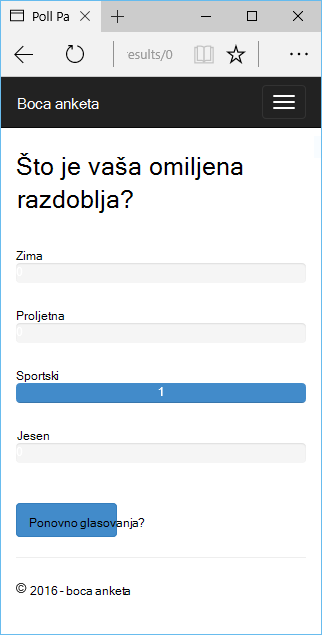 Poll Pa
results/0
Boca anketa
Što je vaša omiljena
razdoblja?
Zima
0
Proljetna
0
Sportski
1
Jesen
0
Ponovno glasovanja?
© 2016 - boca anketa